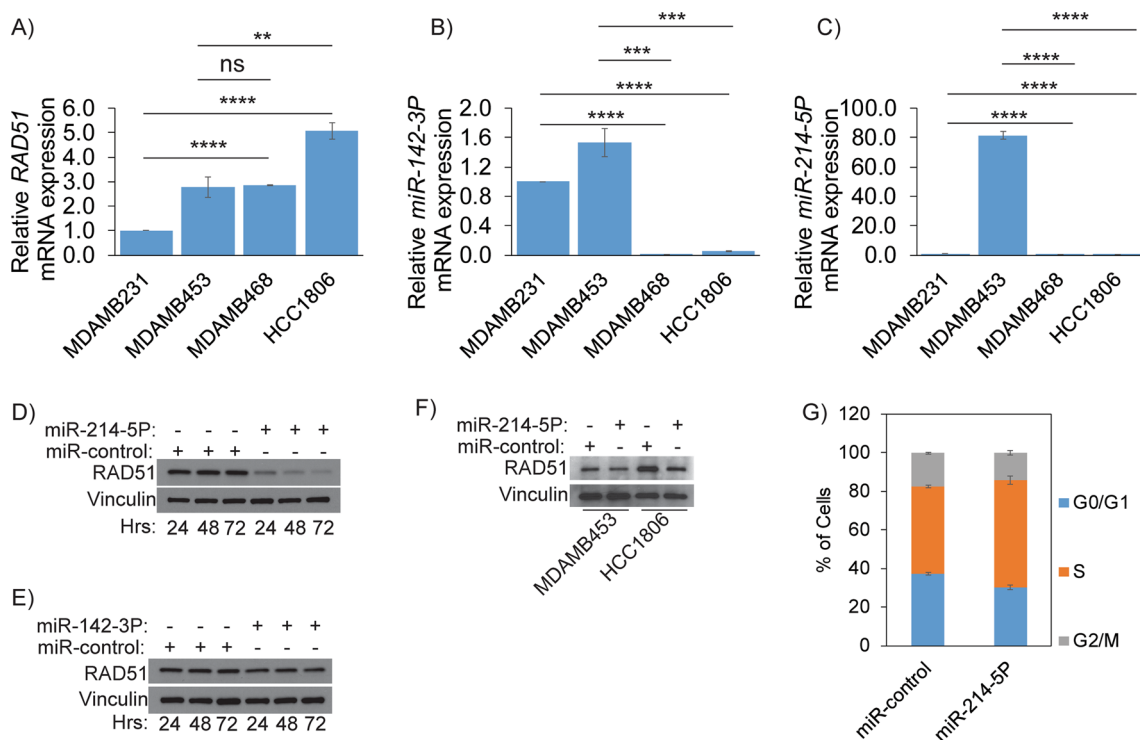 A)
**
ns
****
****
Relative RAD51
mRNA expression
6.0
5.0
4.0
3.0
2.0
1.0
0.0
MDAMB231
MDAMB453
MDAMB468
HCC1806
B)
***
***
****
****
Relative miR-142-3P
mRNA expression
2.0
1.6
1.2
0.8
0.4
0.0
MDAMB231
MDAMB453
MDAMB468
HCC1806
C)
****
****
****
****
Relative miR-214-5P
mRNA expression
100.0
80.0
60.0
40.0
20.0
0.0
MDAMB231
MDAMB453
MDAMB468
HCC1806
D)
miR-214-5P: - - - + + +
miR-control: + + + - - -
RAD51
Vinculin
Hrs: 24 48 72 24 48 72
E)
miR-142-3P: - - - + + +
miR-control: + + + - - -
RAD51
Vinculin
Hrs: 24 48 72 24 48 72
F)
miR-214-5P: - + - +
miR-control: + - + -
RAD51
Vinculin
MDAMB453
HCC1806
G)
% of Cells
120
100
80
60
40
20
0
miR-control
miR-214-5P
G0/G1
S
G2/M